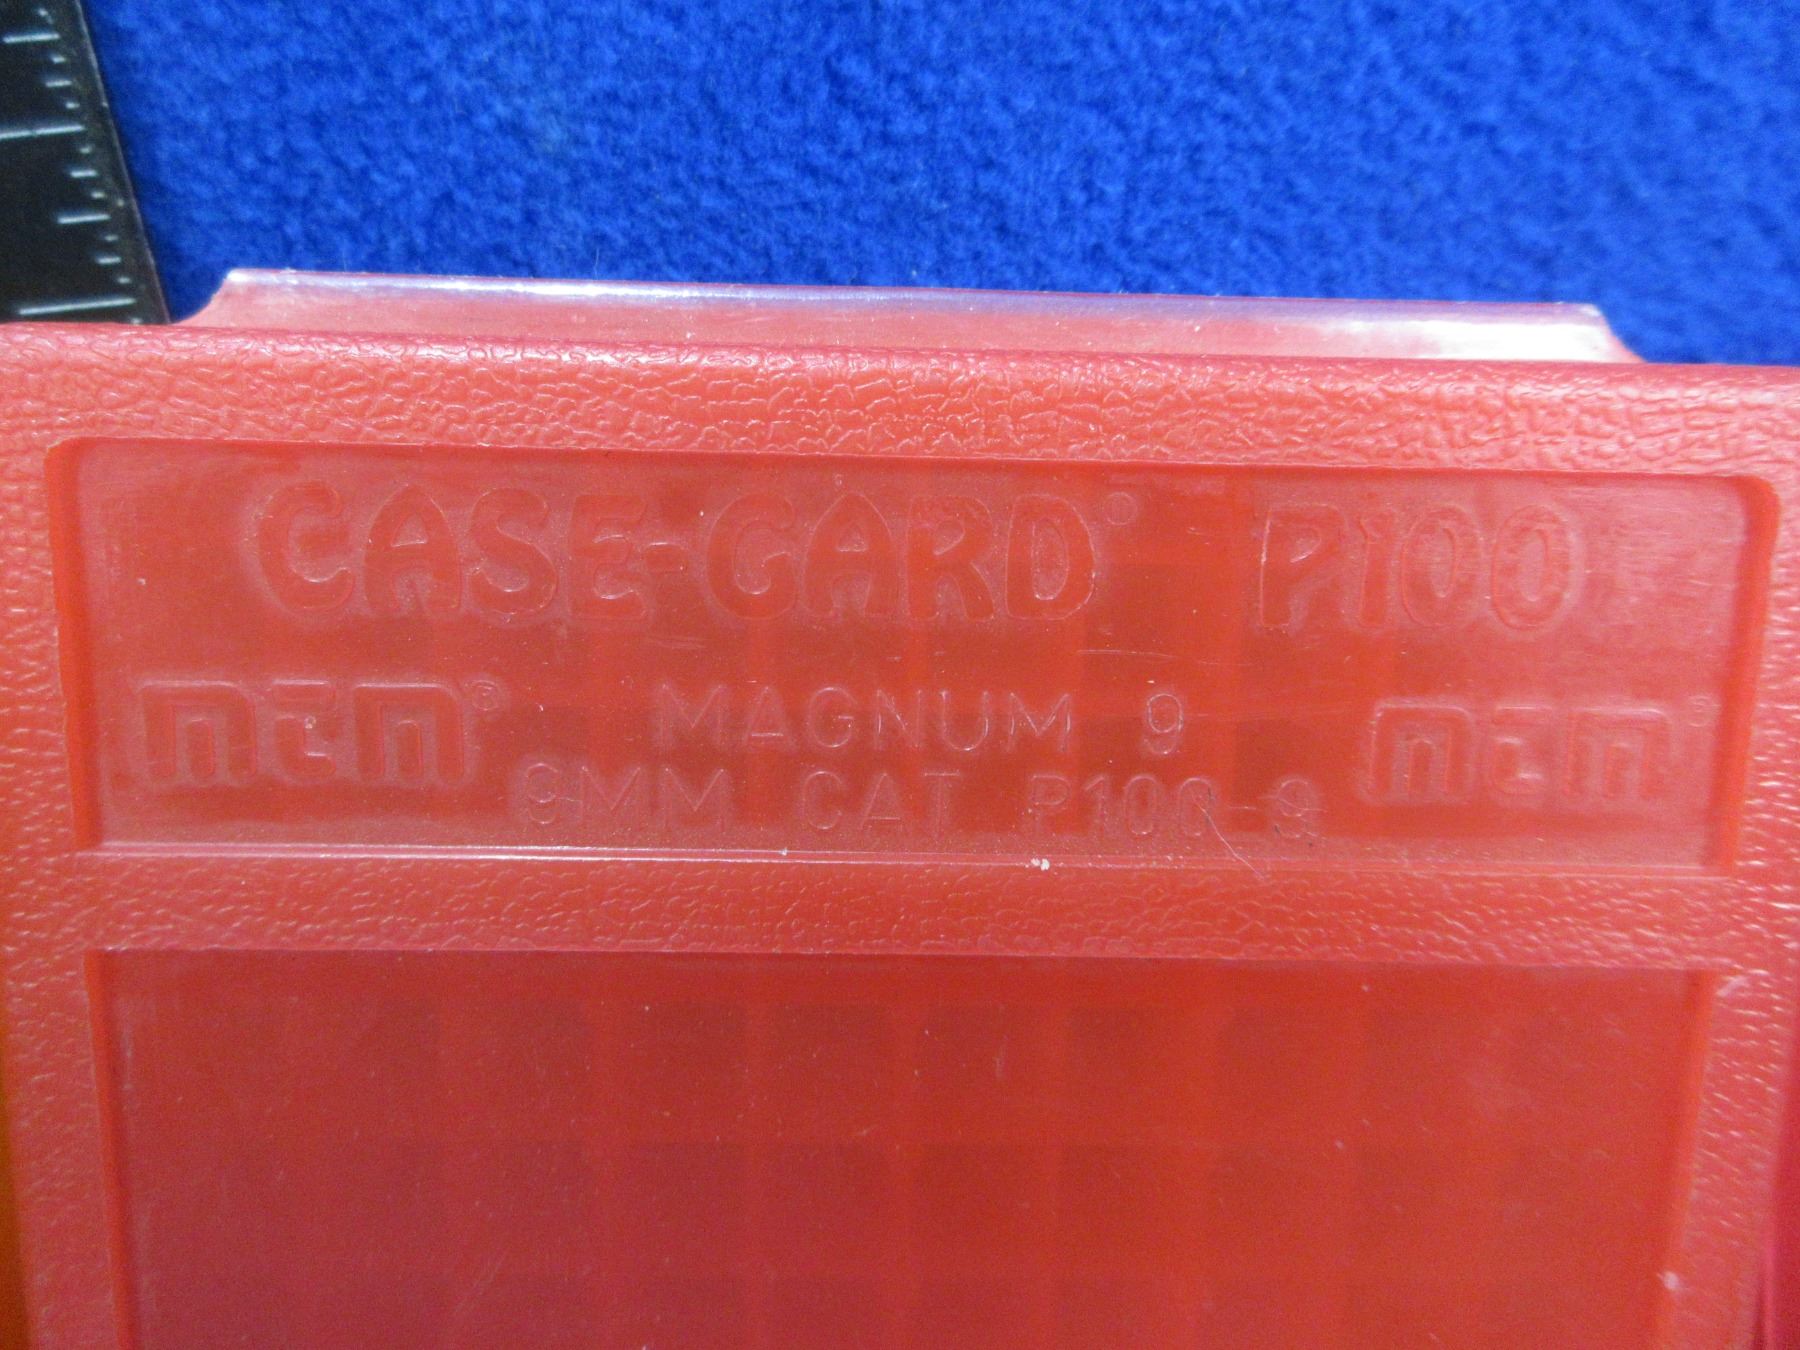 CASE-GARD® P100
mtm® MAGNUM 9 mtm®
9MM CAT P100-9